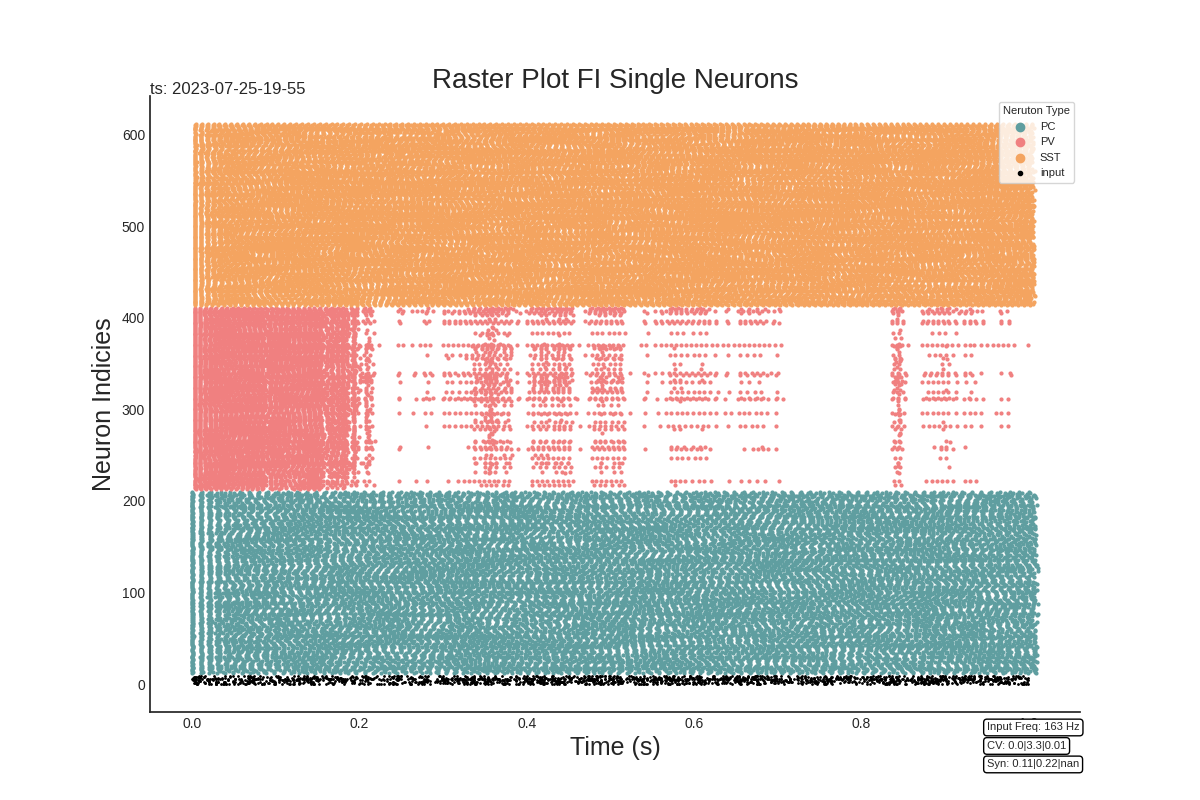 Raster Plot FI Single Neurons
ts: 2023-07-25-19-55
Neruton Type
PC
PV
SST
input
600
500
400
300
200
100
0
Neuron Indicies
0.0 0.2 0.4 0.6 0.8
Time (s)
Input Freq: 163 Hz
CV: 0.0|3.3|0.01
Syn: 0.11|0.22|nan